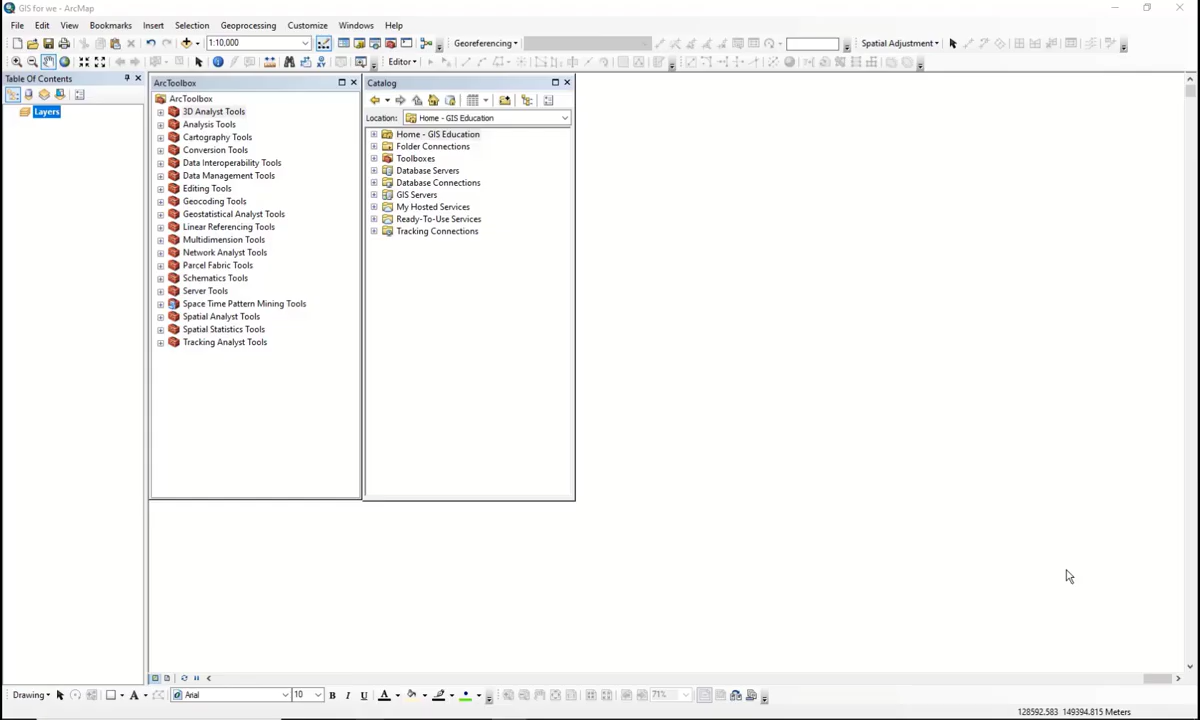 GIS for we - ArcMap
File Edit View Bookmarks Insert Selection Geoprocessing Customize Windows Help
1:10,000 Georeferencing Spatial Adjustment
Editor
Table Of Contents
Layers
ArcToolbox
ArcToolbox
3D Analyst Tools
Analysis Tools
Cartography Tools
Conversion Tools
Data Interoperability Tools
Data Management Tools
Editing Tools
Geocoding Tools
Geostatistical Analyst Tools
Linear Referencing Tools
Multidimension Tools
Network Analyst Tools
Parcel Fabric Tools
Schematics Tools
Server Tools
Space Time Pattern Mining Tools
Spatial Analyst Tools
Spatial Statistics Tools
Tracking Analyst Tools
Catalog
Location: Home - GIS Education
Home - GIS Education
Folder Connections
Toolboxes
Database Servers
Database Connections
GIS Servers
My Hosted Services
Ready-To-Use Services
Tracking Connections
Drawing A Arial 10 B I U A 71%
128592.583 149394.815 Meters